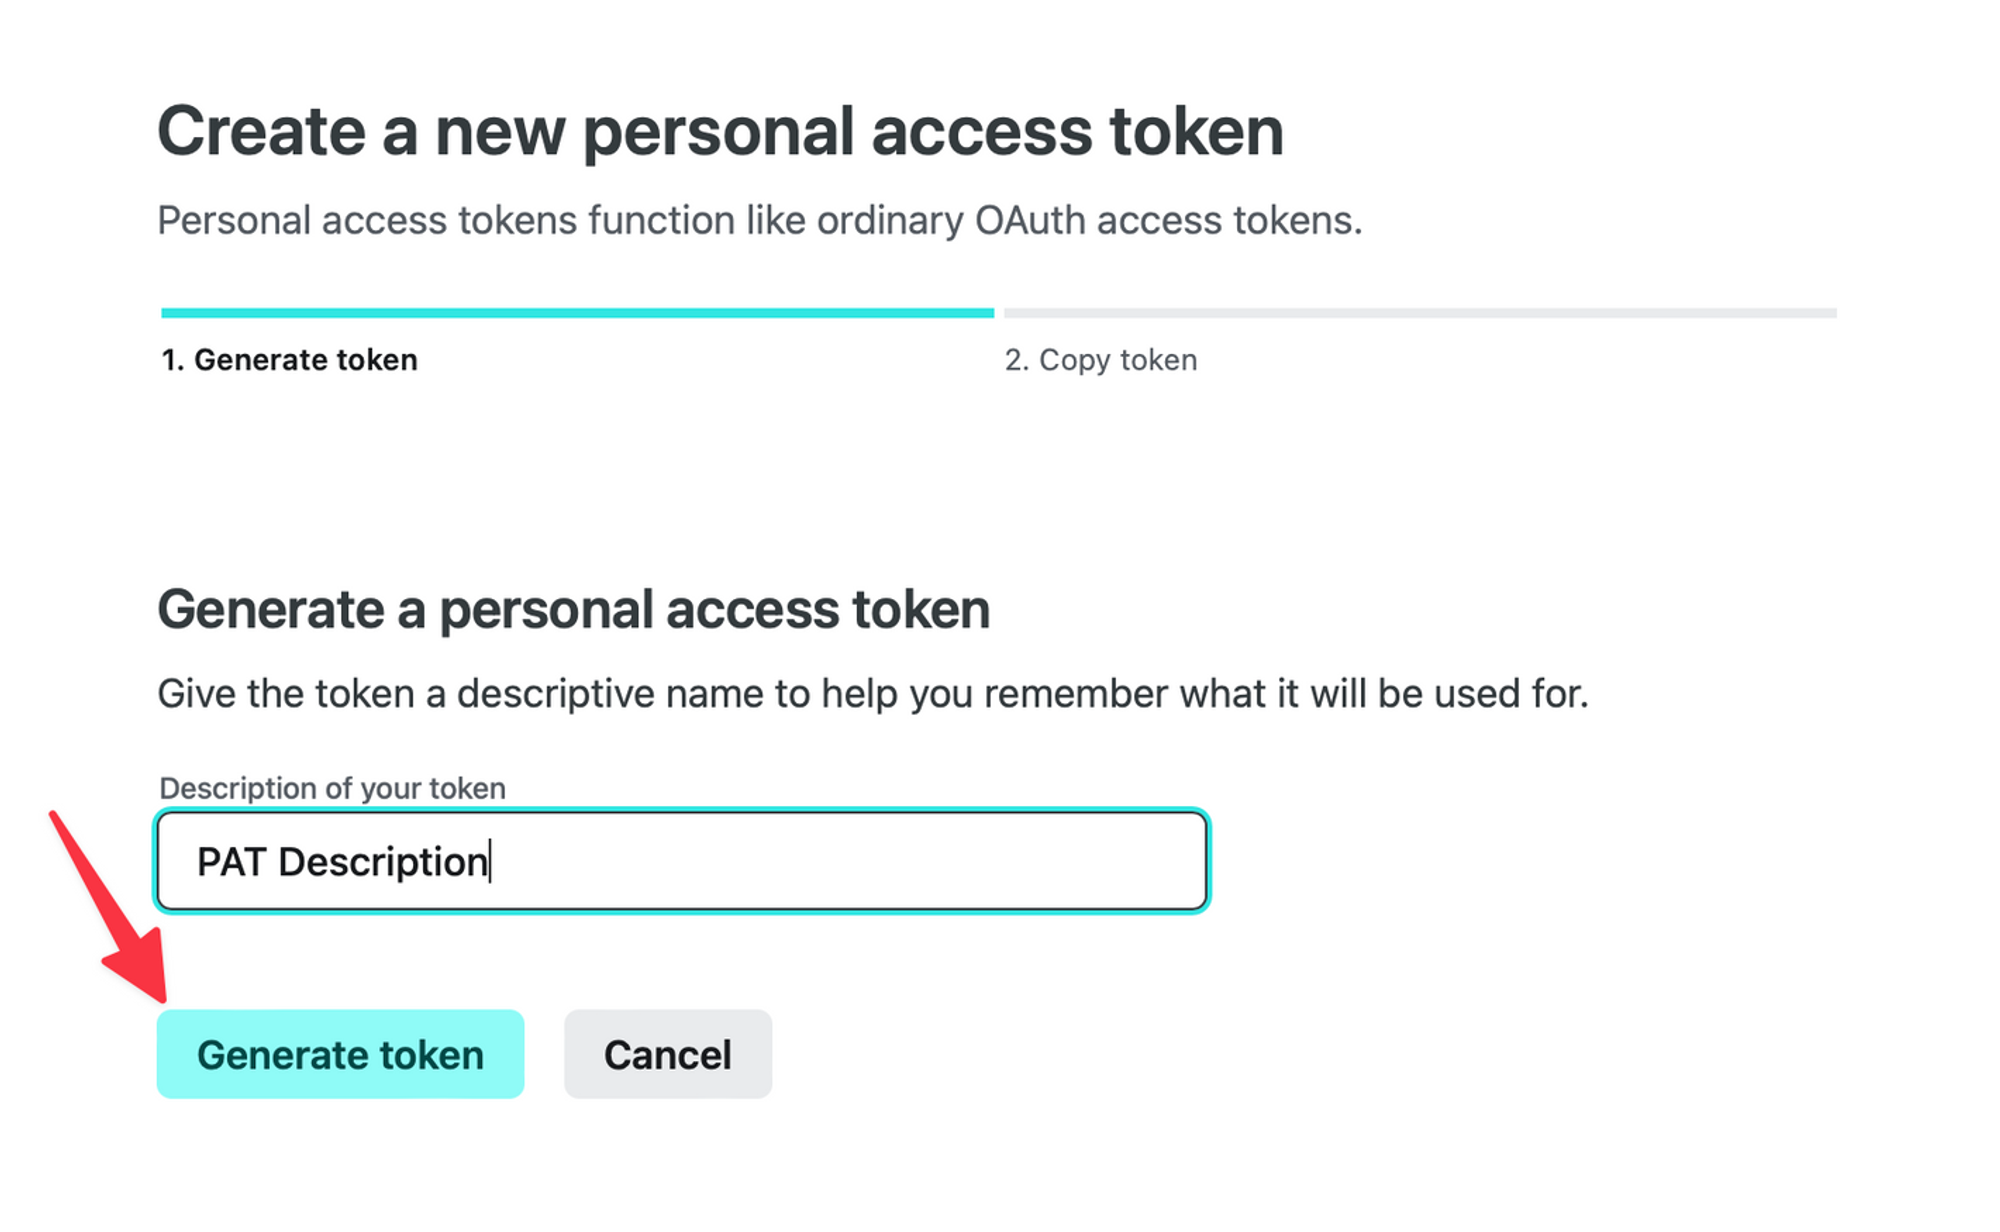 Create a new personal access token
Personal access tokens function like ordinary OAuth access tokens.
1. Generate token
2. Copy token
Generate a personal access token
Give the token a descriptive name to help you remember what it will be used for.
Description of your token
PAT Description
Generate token
Cancel